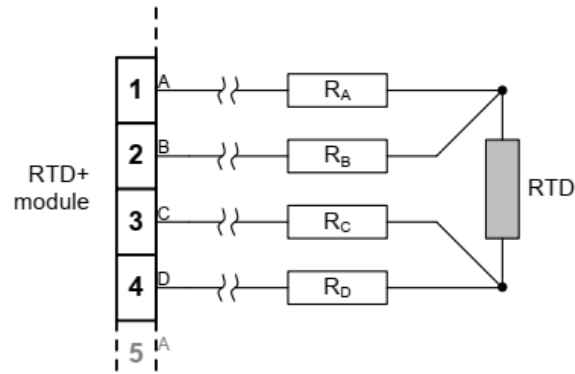 1 A R_A
2 B R_B
RTD+
module
RTD
3 C R_C
4 D R_D
5 A